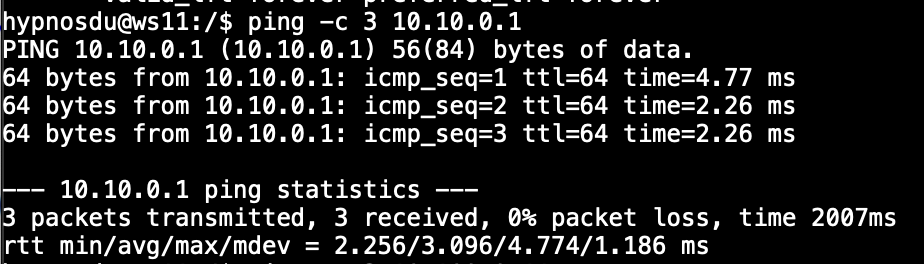 valid_lft forever preferred_lft forever
hypnosdu@ws11:/$ ping -c 3 10.10.0.1
PING 10.10.0.1 (10.10.0.1) 56(84) bytes of data.
64 bytes from 10.10.0.1: icmp_seq=1 ttl=64 time=4.77 ms
64 bytes from 10.10.0.1: icmp_seq=2 ttl=64 time=2.26 ms
64 bytes from 10.10.0.1: icmp_seq=3 ttl=64 time=2.26 ms

--- 10.10.0.1 ping statistics ---
3 packets transmitted, 3 received, 0% packet loss, time 2007ms
rtt min/avg/max/mdev = 2.256/3.096/4.774/1.186 ms